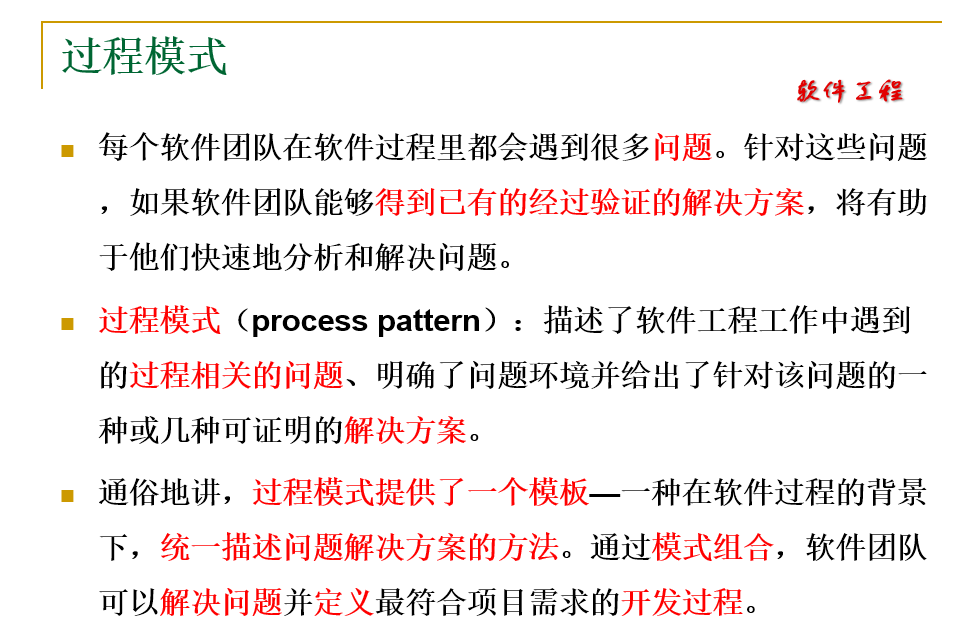 过程模式
软件工程
每个软件团队在软件过程里都会遇到很多问题。针对这些问题
，如果软件团队能够得到已有的经过验证的解决方案，将有助
于他们快速地分析和解决问题。
过程模式（process pattern）：描述了软件工程工作中遇到
的过程相关的问题、明确了问题环境并给出了针对该问题的一
种或几种可证明的解决方案。
通俗地讲，过程模式提供了一个模板—一种在软件过程的背景
下，统一描述问题解决方案的方法。通过模式组合，软件团队
可以解决问题并定义最符合项目需求的开发过程。